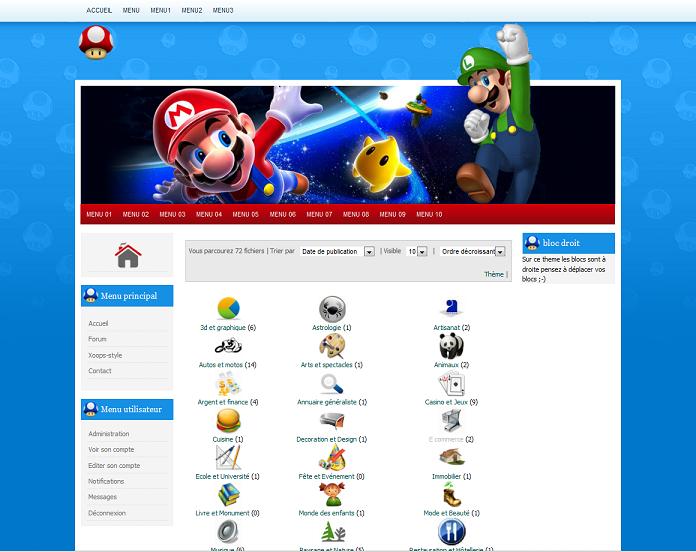 ACCUEIL MENU MENU1 MENU2 MENU3
M
L
MENU 01 MENU 02 MENU 03 MENU 04 MENU 05 MENU 06 MENU 07 MENU 08 MENU 09 MENU 10
Menu principal
Accueil
Forum
Xoops-style
Contact
Menu utilisateur
Administration
Voir son compte
Editer son compte
Notifications
Messages
Déconnexion
Vous parcourez 72 fichiers | Trier par Date de publication | Visible 10 | Ordre décroissant
Thème |
3d et graphique (6) Astrologie (1) Artisanat (2)
Autos et motos (14) Arts et spectacles (1) Animaux (2)
Argent et finance (4) Annuaire généraliste (1) Casino et Jeux (9)
Cuisine (1) Decoration et Design (1) E commerce (2)
Ecole et Université (1) Fête et Evénement (0) Immobilier (1)
Livre et Monument (0) Monde des enfants (1) Mode et Beauté (1)
Musique (6) Paysage et Nature (5) Restauration et Hôtellerie (1)
bloc droit
Sur ce theme les blocs sont à
droite pensez à déplacer vos
blocs ;-)